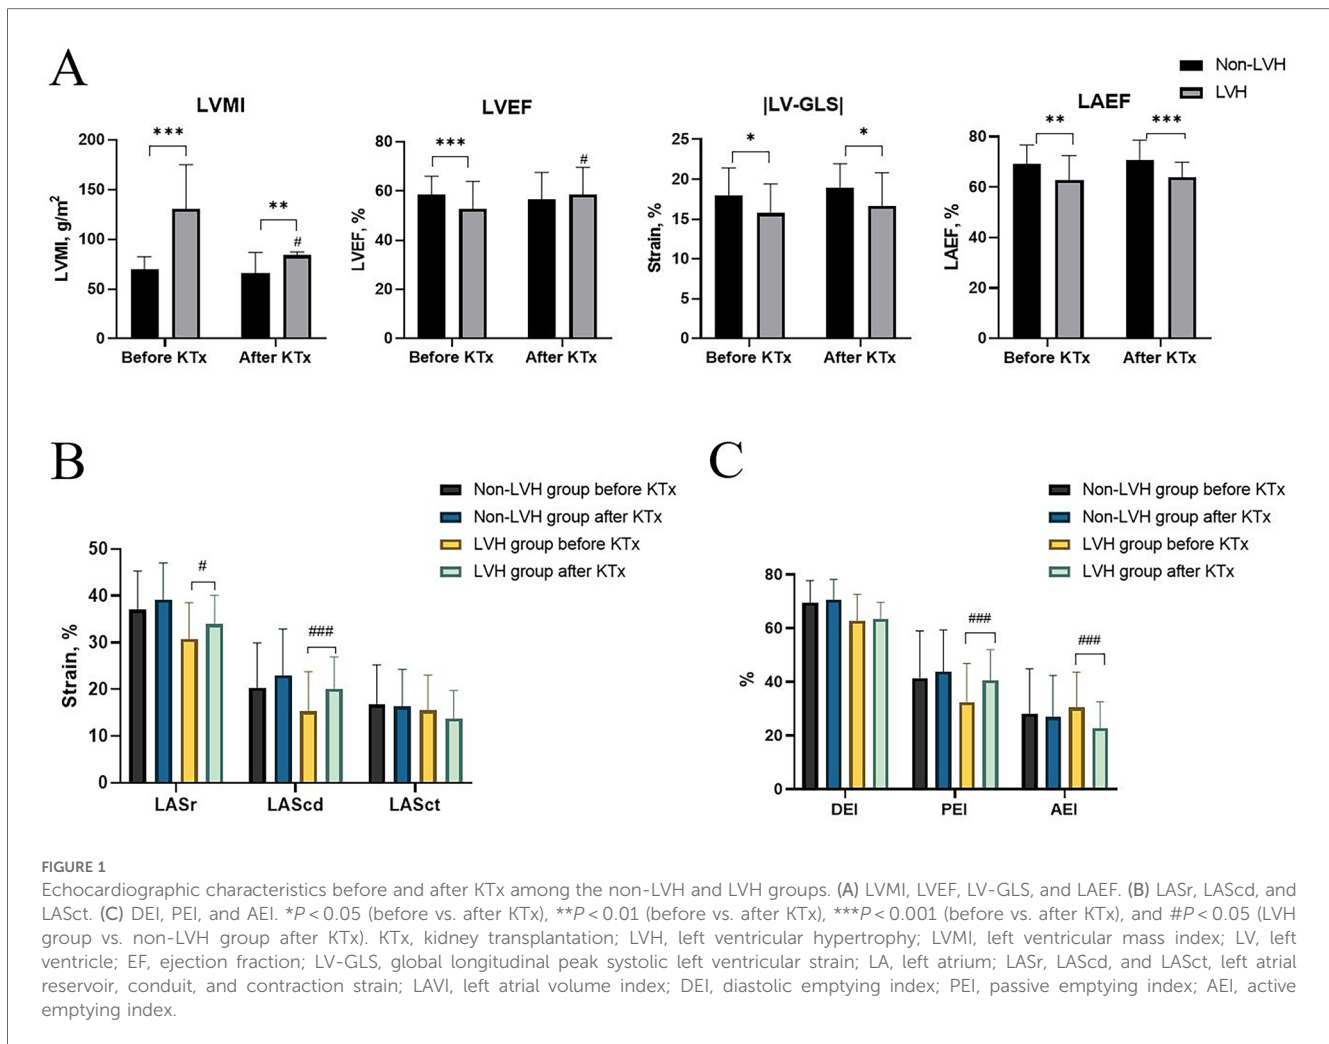 A
Non-LVH
LVH
LVMI
***
**
#
200
150
100
50
0
LVMI, g/m²
Before KTx
After KTx
LVEF
***
#
80
60
40
20
0
LVEF, %
Before KTx
After KTx
|LV-GLS|
*
*
25
20
15
10
5
0
Strain, %
Before KTx
After KTx
LAEF
**
***
80
60
40
20
0
LAEF, %
Before KTx
After KTx
B
Non-LVH group before KTx
Non-LVH group after KTx
LVH group before KTx
LVH group after KTx
50
40
30
20
10
0
Strain, %
#
###
LASr
LAScd
LASct
C
Non-LVH group before KTx
Non-LVH group after KTx
LVH group before KTx
LVH group after KTx
80
60
40
20
0
%
###
###
DEI
PEI
AEI
FIGURE 1
Echocardiographic characteristics before and after KTx among the non-LVH and LVH groups. (A) LVMI, LVEF, LV-GLS, and LAEF. (B) LASr, LAScd, and
LASct. (C) DEI, PEI, and AEI. *P < 0.05 (before vs. after KTx), **P < 0.01 (before vs. after KTx), ***P < 0.001 (before vs. after KTx), and #P < 0.05 (LVH
group vs. non-LVH group after KTx). KTx, kidney transplantation; LVH, left ventricular hypertrophy; LVMI, left ventricular mass index; LV, left
ventricle; EF, ejection fraction; LV-GLS, global longitudinal peak systolic left ventricular strain; LA, left atrium; LASr, LAScd, and LASct, left atrial
reservoir, conduit, and contraction strain; LAVI, left atrial volume index; DEI, diastolic emptying index; PEI, passive emptying index; AEI, active
emptying index.